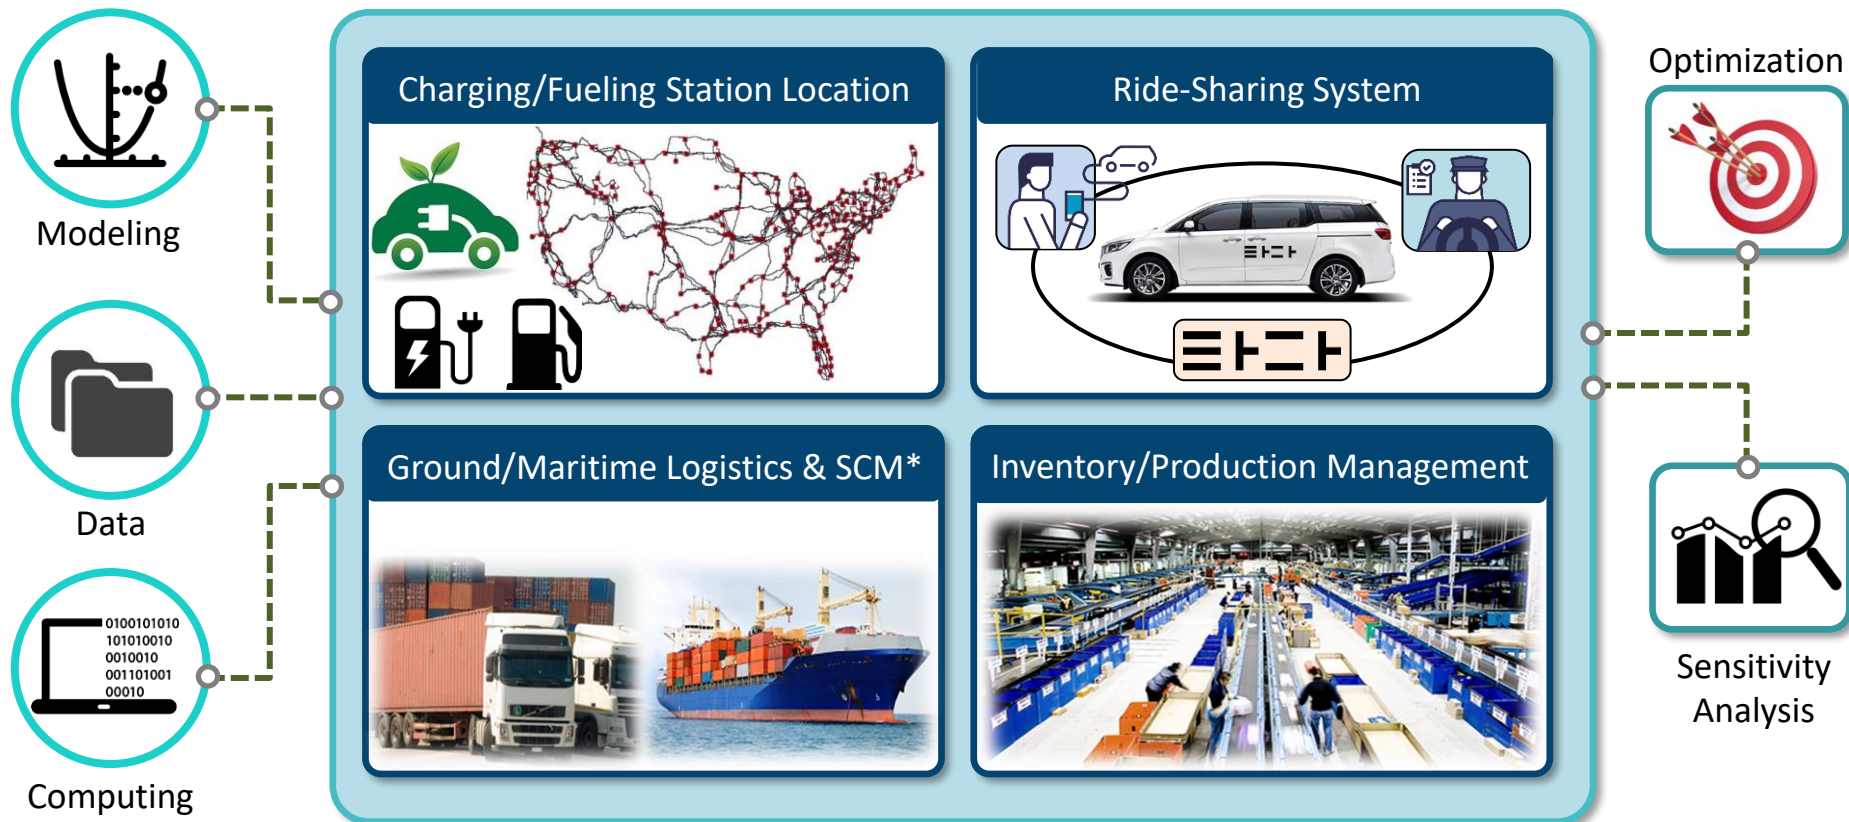 Modeling
Data
0100101010
101010010
0010010
001101001
00010
Computing
Charging/Fueling Station Location
Ride-Sharing System
타다
타다
Ground/Maritime Logistics & SCM*
Inventory/Production Management
Optimization
Sensitivity
Analysis